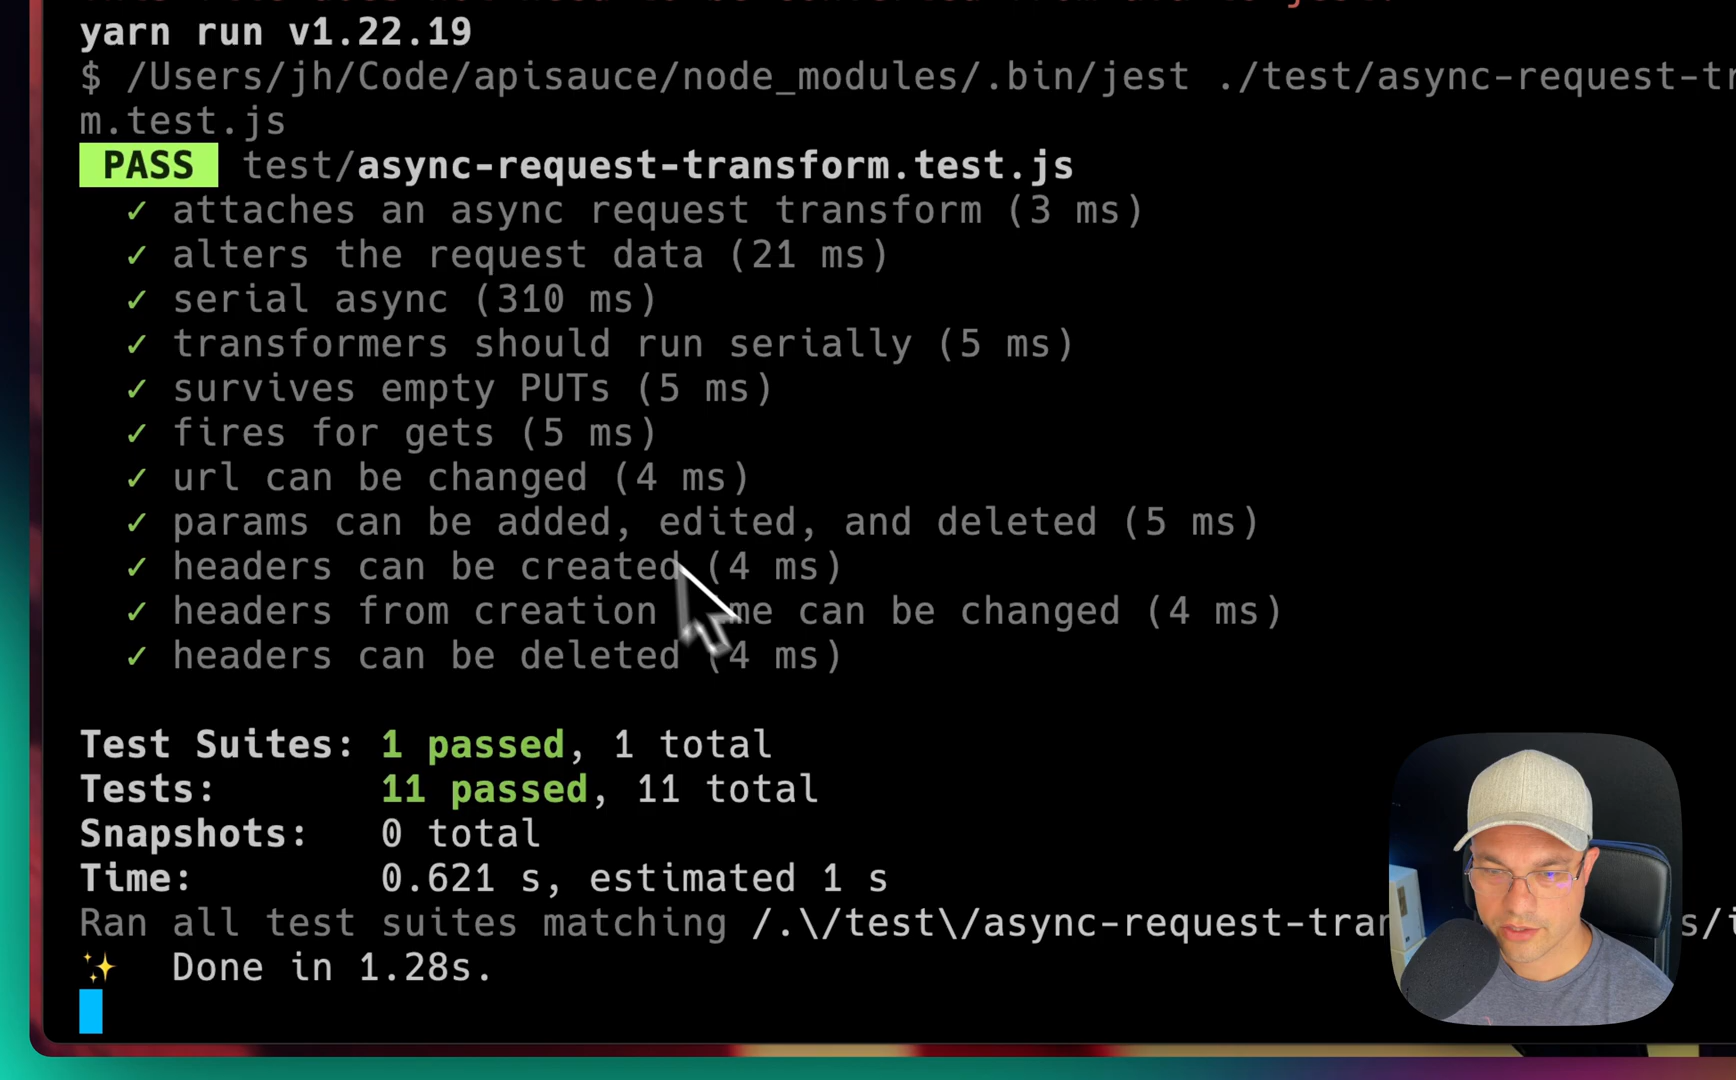 yarn run v1.22.19
$ /Users/jh/Code/apisauce/node_modules/.bin/jest ./test/async-request-tr
m.test.js
PASS test/async-request-transform.test.js
✓ attaches an async request transform (3 ms)
✓ alters the request data (21 ms)
✓ serial async (310 ms)
✓ transformers should run serially (5 ms)
✓ survives empty PUTs (5 ms)
✓ fires for gets (5 ms)
✓ url can be changed (4 ms)
✓ params can be added, edited, and deleted (5 ms)
✓ headers can be created (4 ms)
✓ headers from creation me can be changed (4 ms)
✓ headers can be deleted (4 ms)
Test Suites: 1 passed, 1 total
Tests: 11 passed, 11 total
Snapshots: 0 total
Time: 0.621 s, estimated 1 s
Ran all test suites matching /.\/test\/async-request-tran s/i
✨ Done in 1.28s.